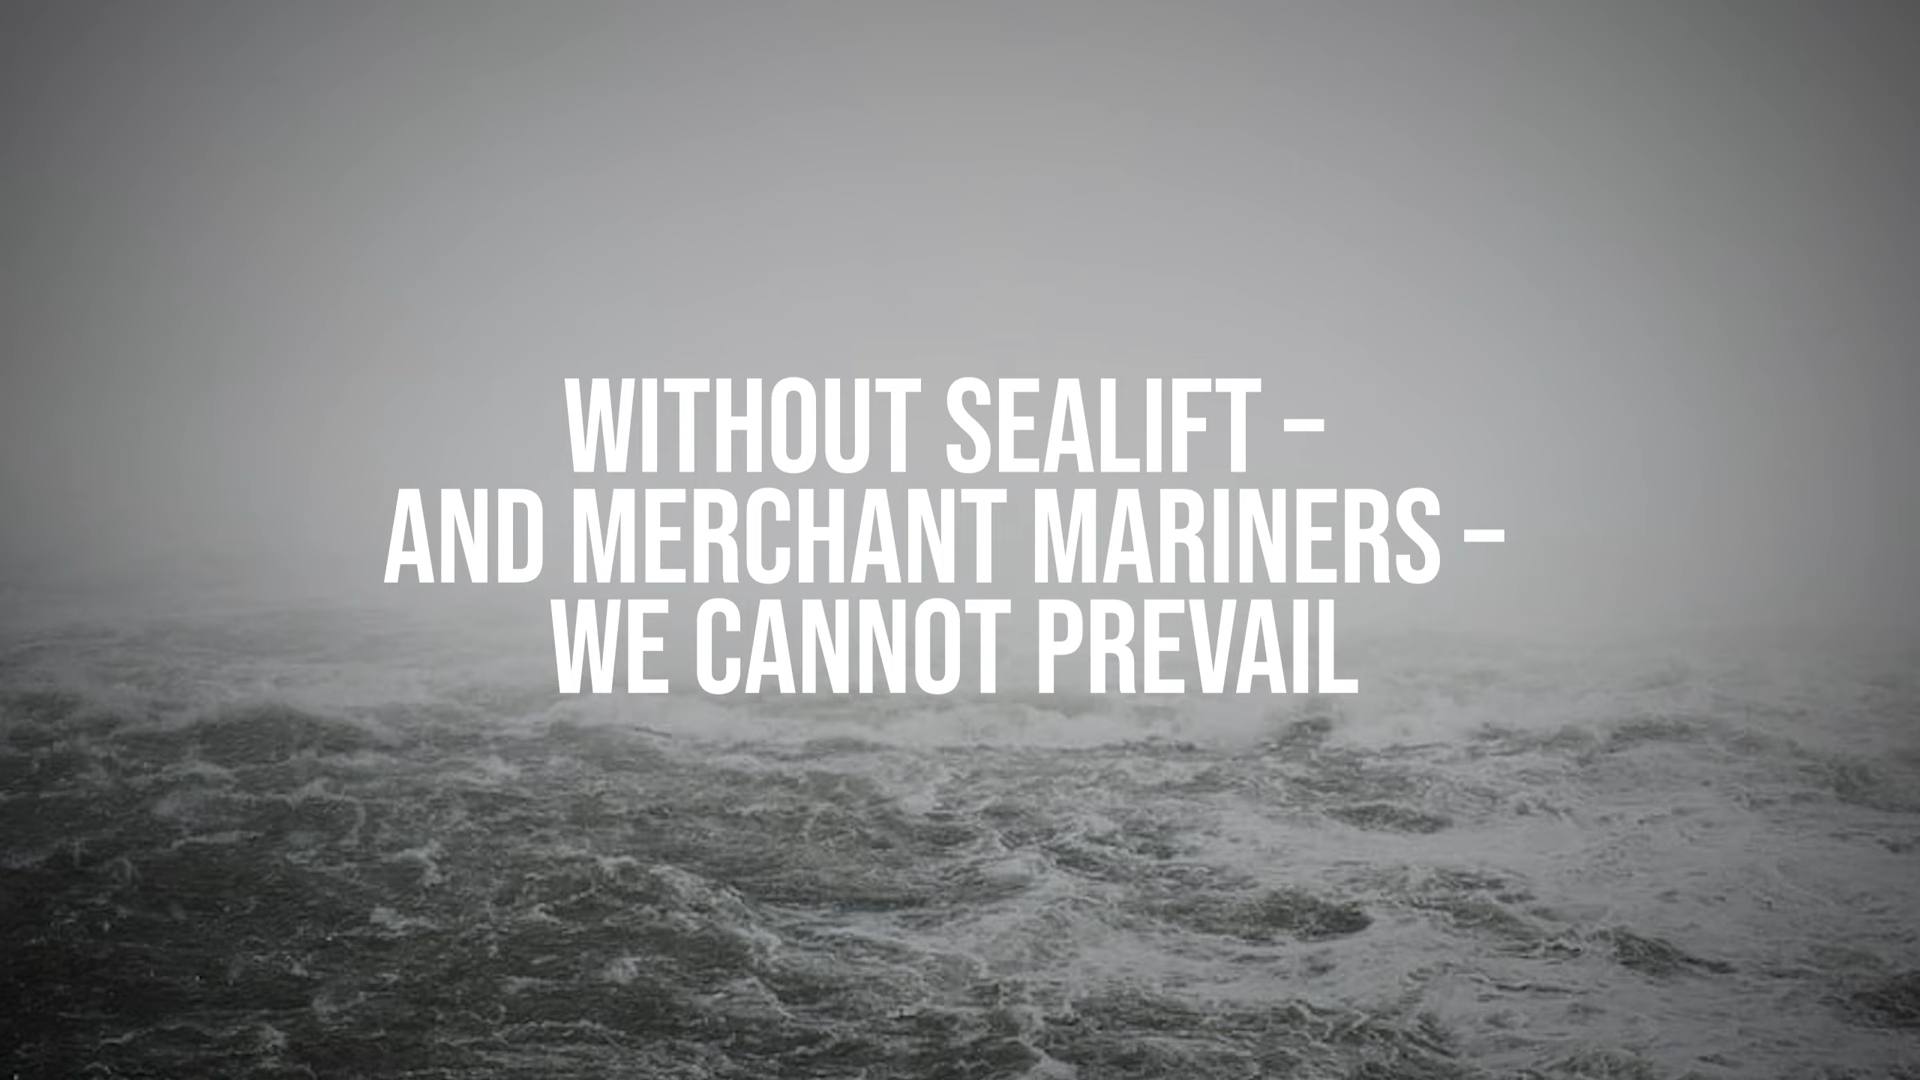 WITHOUT SEALIFT –
AND MERCHANT MARINERS –
WE CANNOT PREVAIL